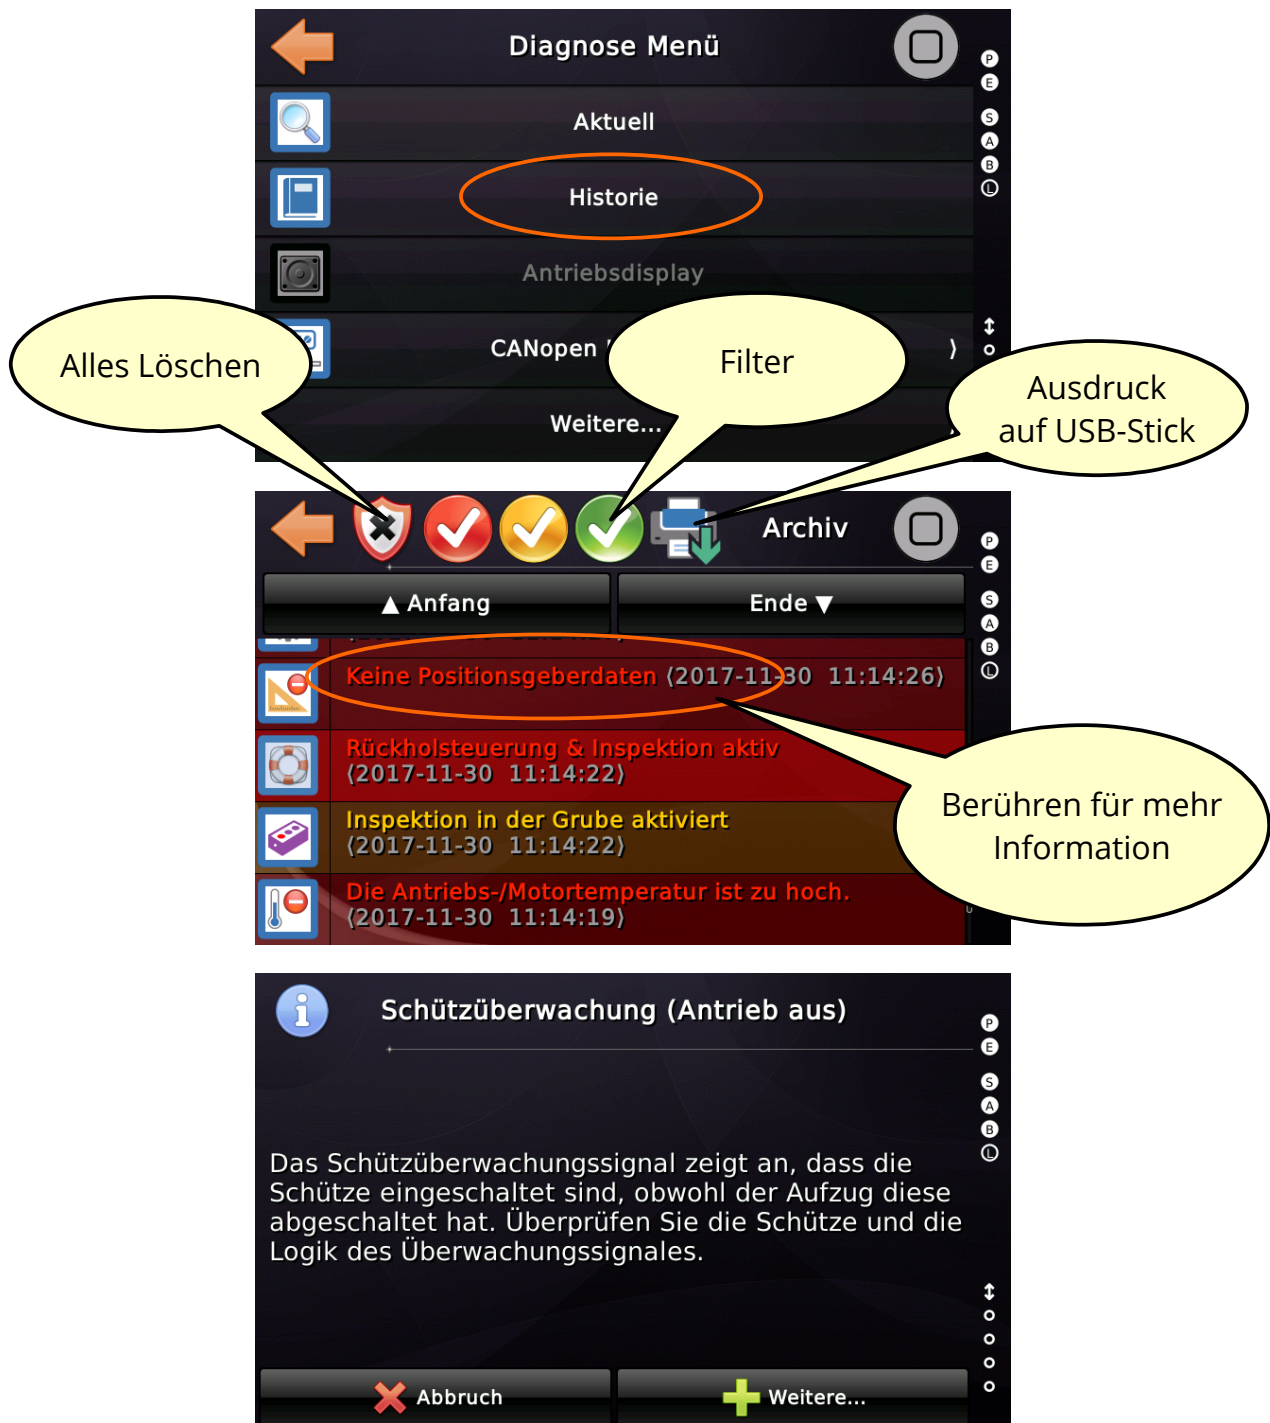 Diagnose Menü
P
E
Aktuell
S
A
B
L
Historie
Antriebsdisplay
CANopen
Alles Löschen
Filter
Ausdruck
auf USB-Stick
Weitere...
Archiv
P
E
▲ Anfang
Ende ▼
S
A
B
L
Keine Positionsgeberdaten (2017-11-30 11:14:26)
Rückholsteuerung & Inspektion aktiv
(2017-11-30 11:14:22)
Inspektion in der Grube aktiviert
(2017-11-30 11:14:22)
Berühren für mehr
Information
Die Antriebs-/Motortemperatur ist zu hoch.
(2017-11-30 11:14:19)
Schützüberwachung (Antrieb aus)
P
E
S
A
B
L
Das Schützüberwachungssignal zeigt an, dass die
Schütze eingeschaltet sind, obwohl der Aufzug diese
abgeschaltet hat. Überprüfen Sie die Schütze und die
Logik des Überwachungssignales.
Abbruch
Weitere...